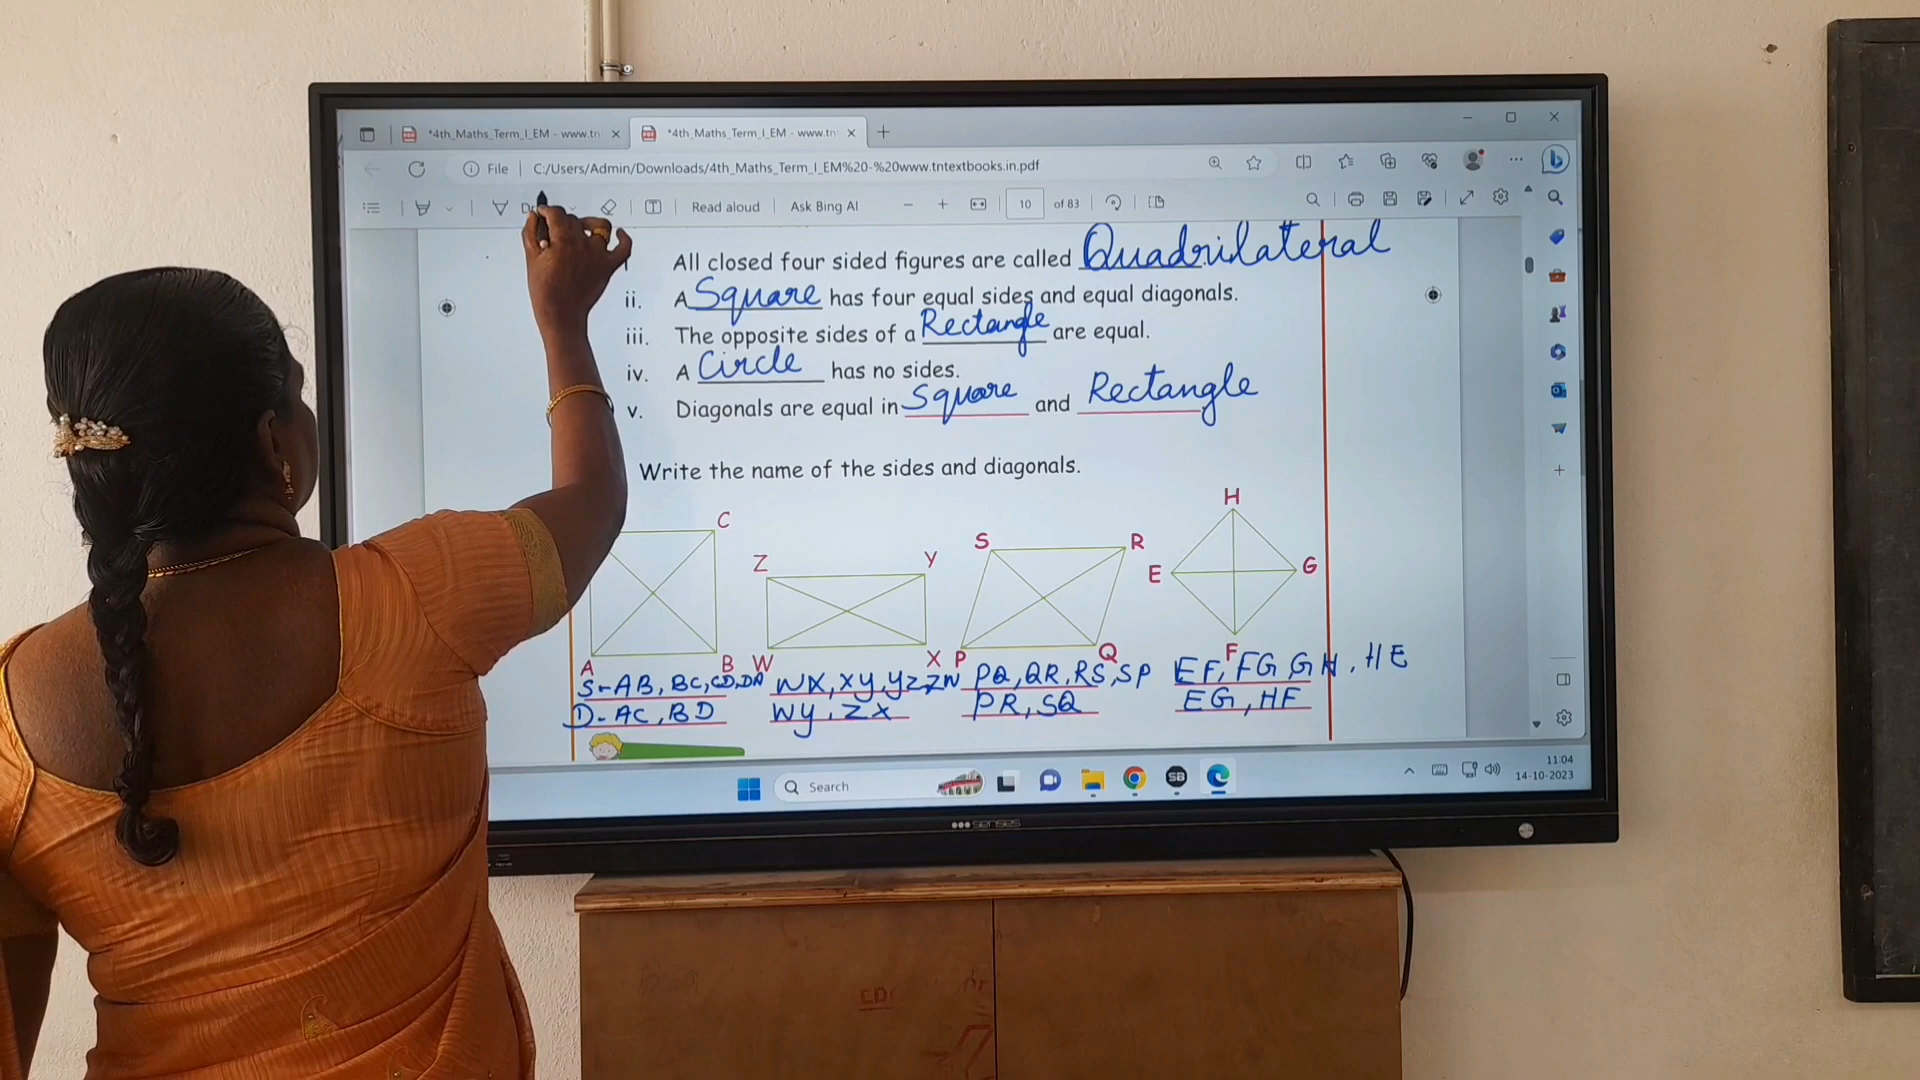 *4th_Maths_Term_I_EM - www.tn
*4th_Maths_Term_I_EM - www.tn
File C:/Users/Admin/Downloads/4th_Maths_Term_I_EM%20-%20www.tntextbooks.in.pdf
Read aloud Ask Bing AI 10 of 83
All closed four sided figures are called Quadrilateral
ii. A Square has four equal sides and equal diagonals.
iii. The opposite sides of a Rectangle are equal.
iv. A Circle has no sides.
v. Diagonals are equal in Square and Rectangle
Write the name of the sides and diagonals.
C
Z Y
S R
H
E G
A B W X P Q F
S-AB, BC, CD, DA WX, XY, YZ, ZW PQ, QR, RS, SP EF, FG, GH, HE
D-AC, BD WY, ZX PR, SQ EG, HF
Search
SB
11:04
14-10-2023
senses